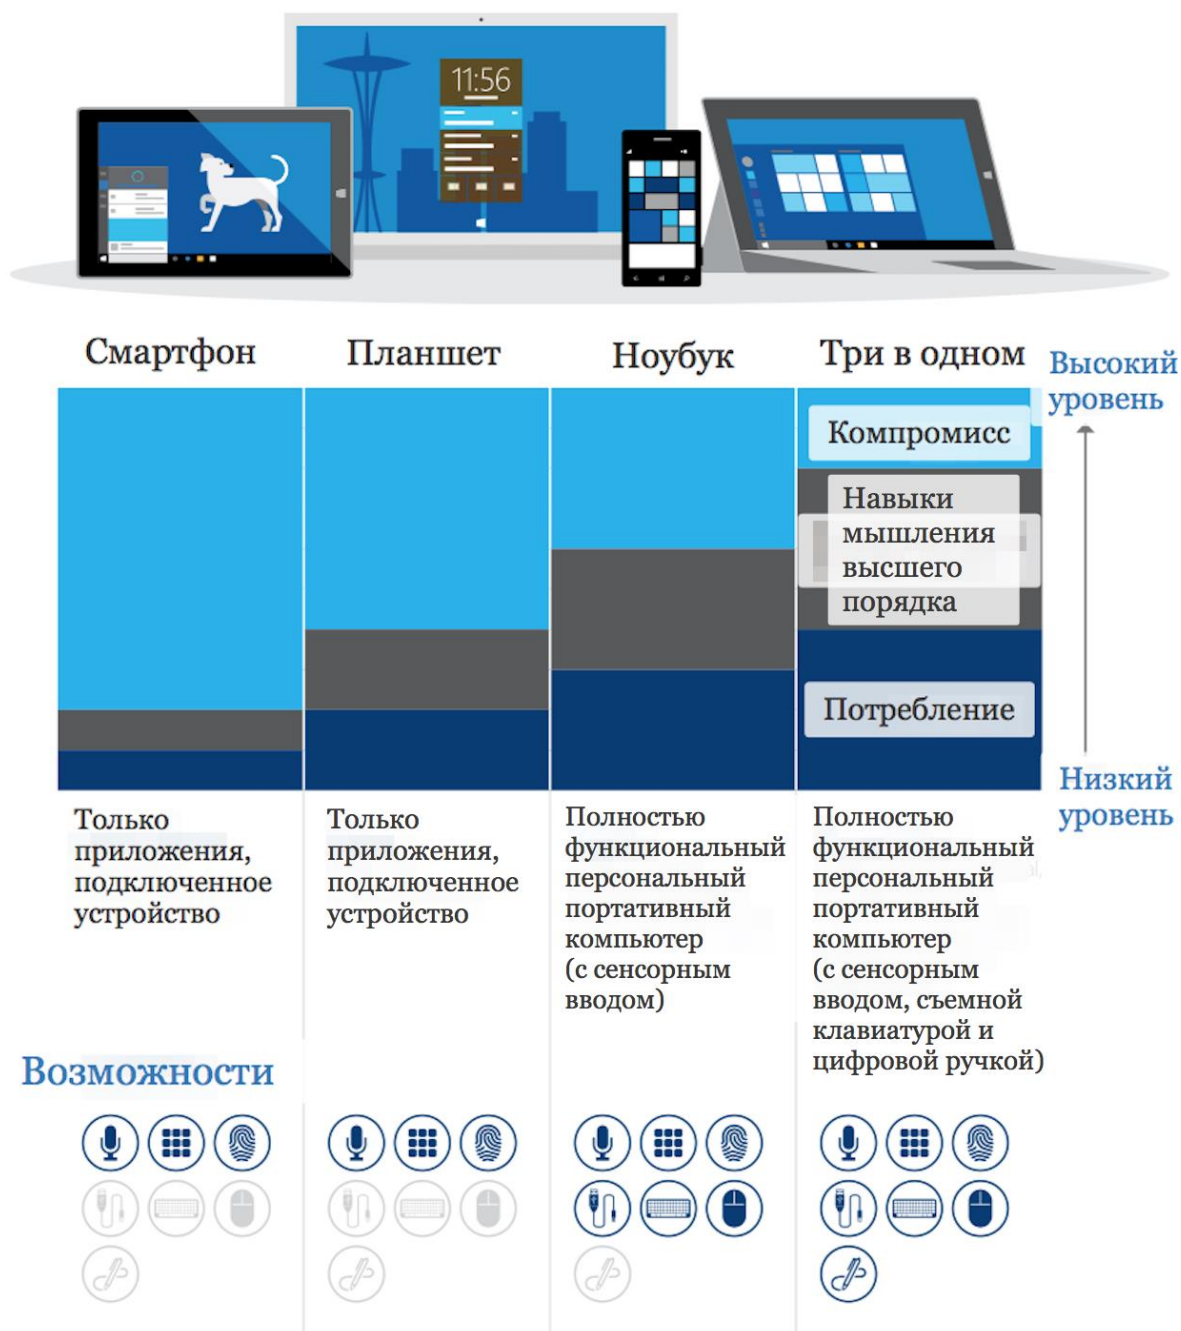 11:56
Смартфон
Планшет
Ноубук
Три в одном
Высокий
уровень
Компромисс
Навыки
мышления
высшего
порядка
Потребление
Низкий
уровень
Только
приложения,
подключенное
устройство
Только
приложения,
подключенное
устройство
Полностью
функциональный
персональный
портативный
компьютер
(с сенсорным
вводом)
Полностью
функциональный
персональный
портативный
компьютер
(с сенсорным
вводом, съемной
клавиатурой и
цифровой ручкой)
Возможности